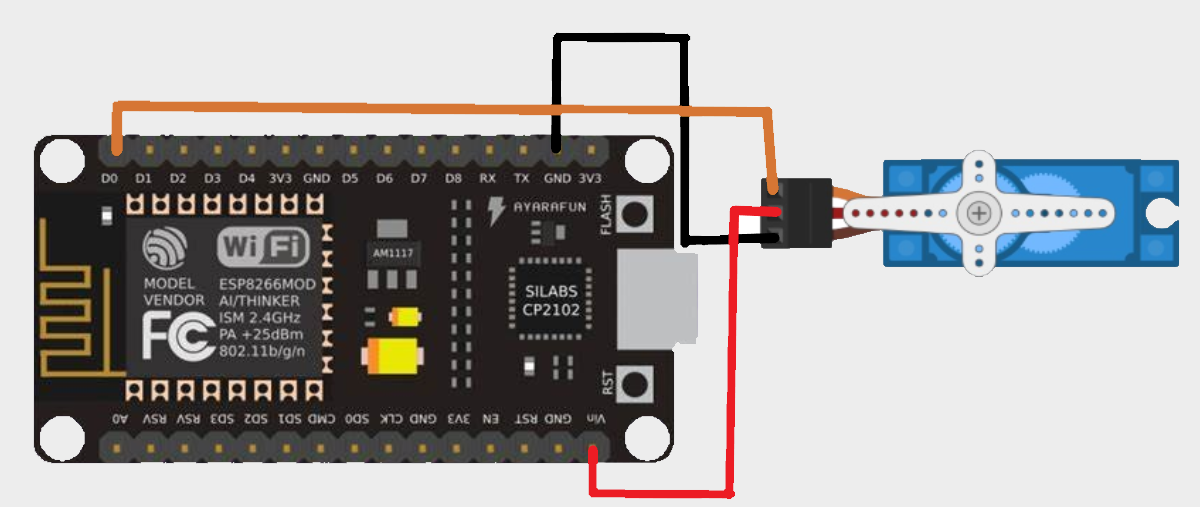 D0 D1 D2 D3 D4 3V3 GND D5 D6 D7 D8 RX TX GND 3V3
AYARAFUN
FLASH
WiFi
AM1117
MODEL ESP8266MOD
VENDOR AI/THINKER
ISM 2.4GHz
PA +25dBm
802.11b/g/n
FC
SILABS
CP2102
RST
A0 RSV RSV SD3 SD2 SD1 CMD SD0 CLK GND 3V3 EN RST GND Vin